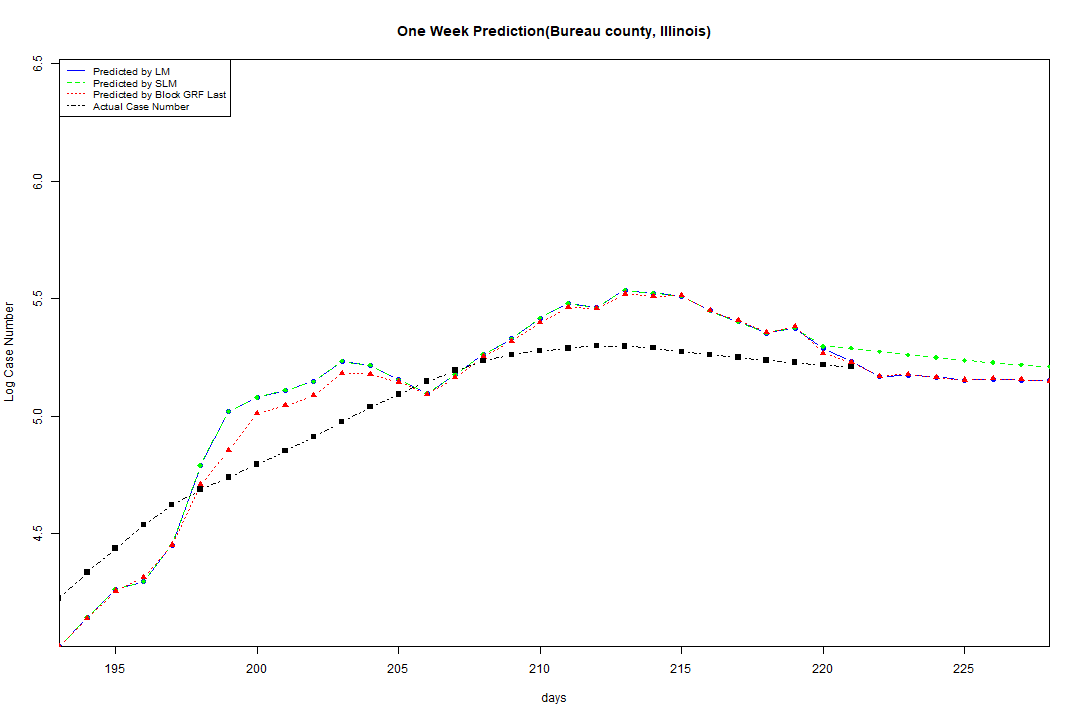 One Week Prediction(Bureau county, Illinois)
Predicted by LM
Predicted by SLM
Predicted by Block GRF Last
Actual Case Number
Log Case Number
6.5
6.0
5.5
5.0
4.5
195 200 205 210 215 220 225
days